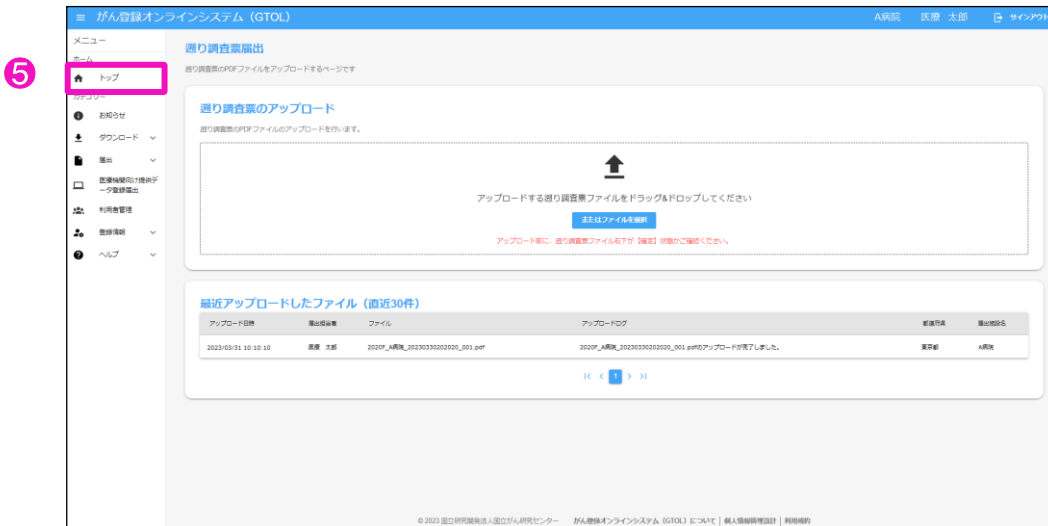 がん登録オンラインシステム（GTOL）
A病院 医療 太郎 サインアウト
メニュー
ホーム
❺
トップ
カテゴリー
お知らせ
ダウンロード
届出
医療機関向け提供デ
ータ登録届出
利用者管理
登録情報
ヘルプ
遡り調査票届出
遡り調査票のPDFファイルをアップロードするページです
遡り調査票のアップロード
遡り調査票のPDFファイルのアップロードを行います。
アップロードする遡り調査票ファイルをドラッグ&ドロップしてください
またはファイルを選択
アップロード前に、遡り調査票ファイル右下が【確定】状態かご確認ください。
最近アップロードしたファイル（直近30件）
アップロード日時 届出担当者 ファイル アップロードログ 都道府県 届出施設名
2023/03/31 10:10:10 医療 太郎 2020F_A病院_20230330202020_001.pdf 2020F_A病院_20230330202020_001.pdfのアップロードが完了しました。 東京都 A病院
1
© 2023 国立研究開発法人国立がん研究センター がん登録オンラインシステム（GTOL）について | 個人情報管理設計 | 利用規約